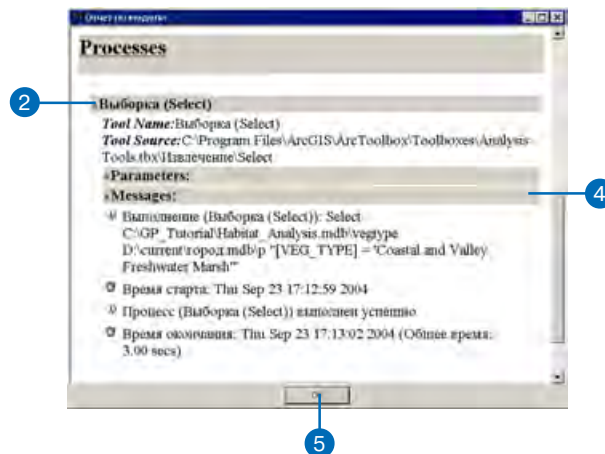 Отчет по модели
Processes
2
Выборка (Select)
Tool Name:Выборка (Select)
Tool Source:C:\Program Files\ArcGIS\ArcToolbox\Toolboxes\Analysis
Tools.tbx\Извлечение\Select
»Parameters:
»Messages:
4
Выполнение (Выборка (Select)): Select
C:\GP_Tutorial\Habitat_Analysis.mdb\vegtype
D:\current\город.mdb\p "[VEG_TYPE] = 'Coastal and Valley
Freshwater Marsh'"
Время старта: Thu Sep 23 17:12:59 2004
Процесс (Выборка (Select)) выполнен успешно
Время окончания: Thu Sep 23 17:13:02 2004 (Общее время:
3.00 secs)
5